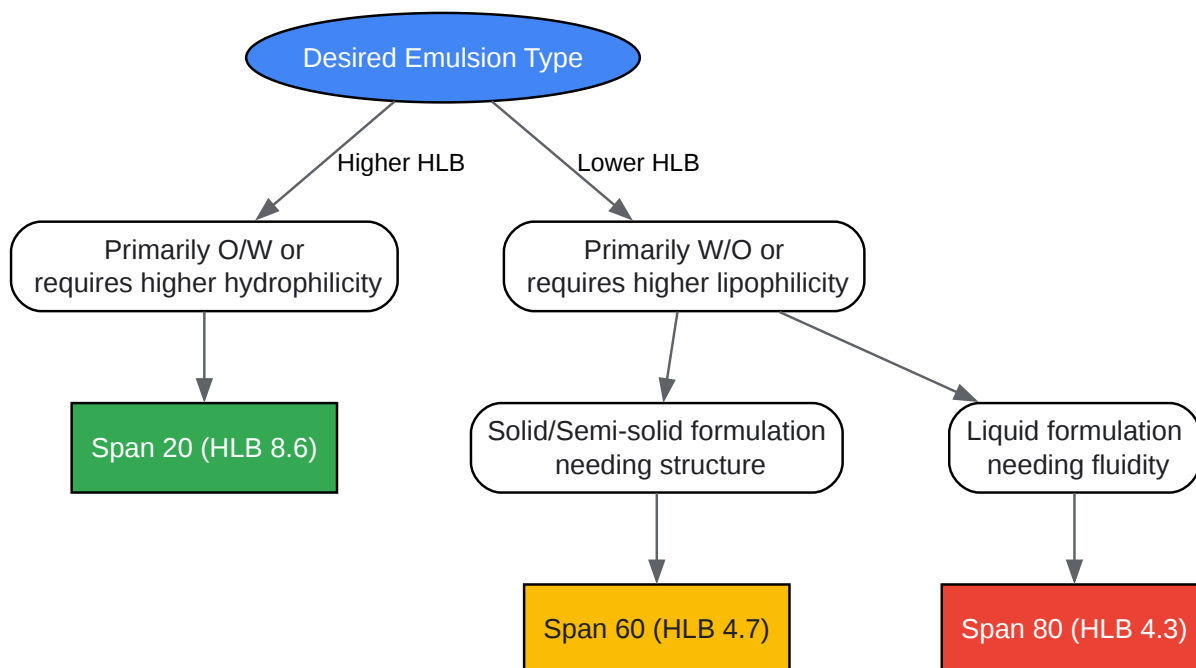 Desired Emulsion Type
Higher HLB
Lower HLB
Primarily O/W or
requires higher hydrophilicity
Primarily W/O or
requires higher lipophilicity
Span 20 (HLB 8.6)
Solid/Semi-solid formulation
needing structure
Liquid formulation
needing fluidity
Span 60 (HLB 4.7)
Span 80 (HLB 4.3)